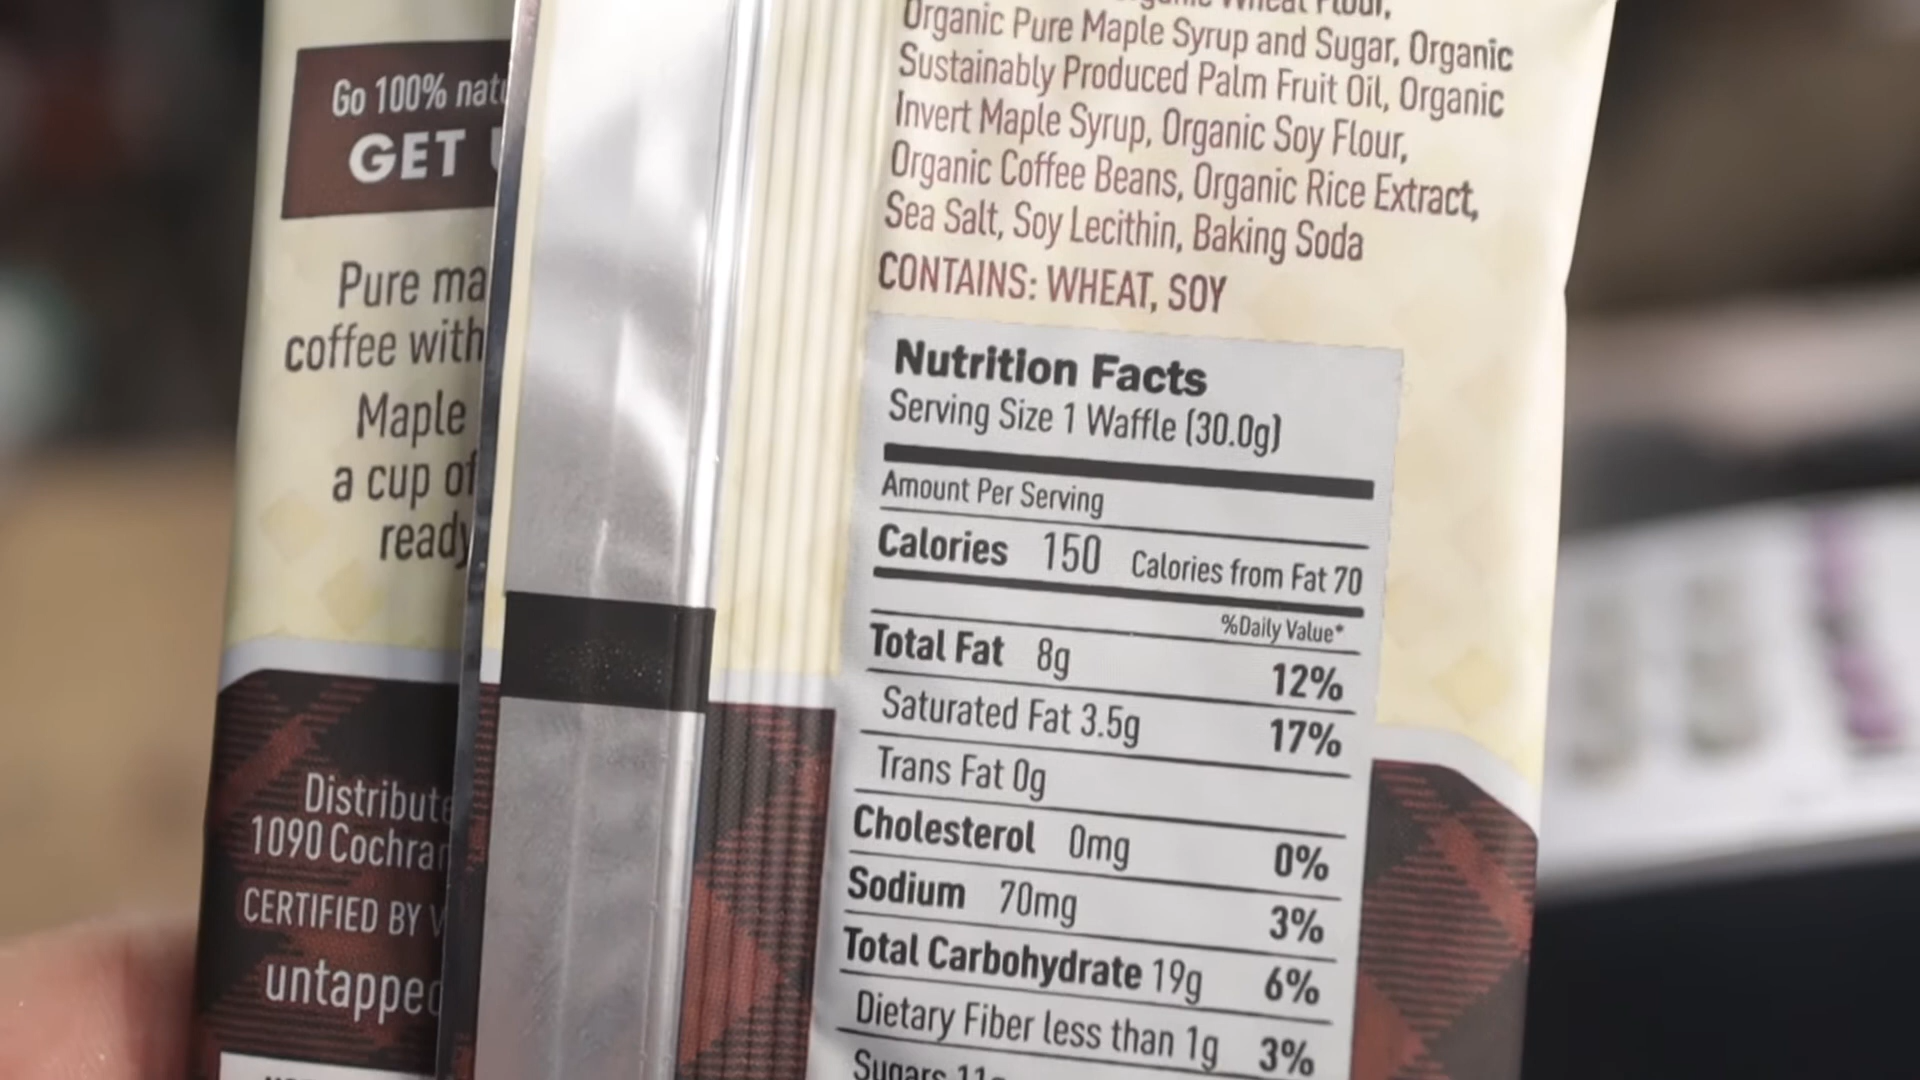 Go 100% nat
GET
Pure ma
coffee with
Maple
a cup of
ready
Distribute
1090 Cochran
CERTIFIED BY V
untapped
Wheat Flour,
Organic Pure Maple Syrup and Sugar, Organic
Sustainably Produced Palm Fruit Oil, Organic
Invert Maple Syrup, Organic Soy Flour,
Organic Coffee Beans, Organic Rice Extract,
Sea Salt, Soy Lecithin, Baking Soda
CONTAINS: WHEAT, SOY
Nutrition Facts
Serving Size 1 Waffle (30.0g)
Amount Per Serving
Calories 150 Calories from Fat 70
%Daily Value*
Total Fat 8g 12%
Saturated Fat 3.5g 17%
Trans Fat 0g
Cholesterol 0mg 0%
Sodium 70mg 3%
Total Carbohydrate 19g 6%
Dietary Fiber less than 1g 3%
Sugars 11g